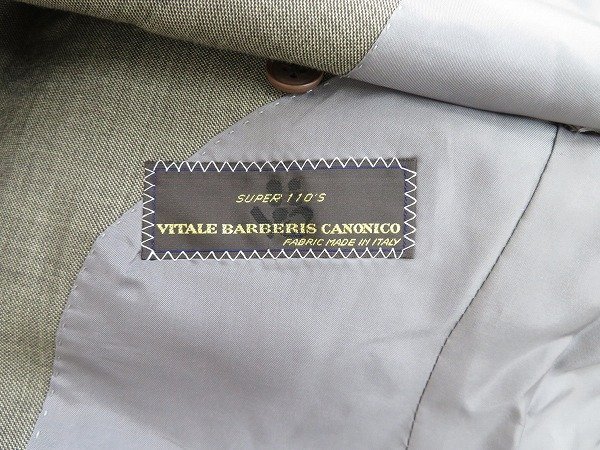 SUPER 110'S
VITALE BARBERIS CANONICO
FABRIC MADE IN ITALY